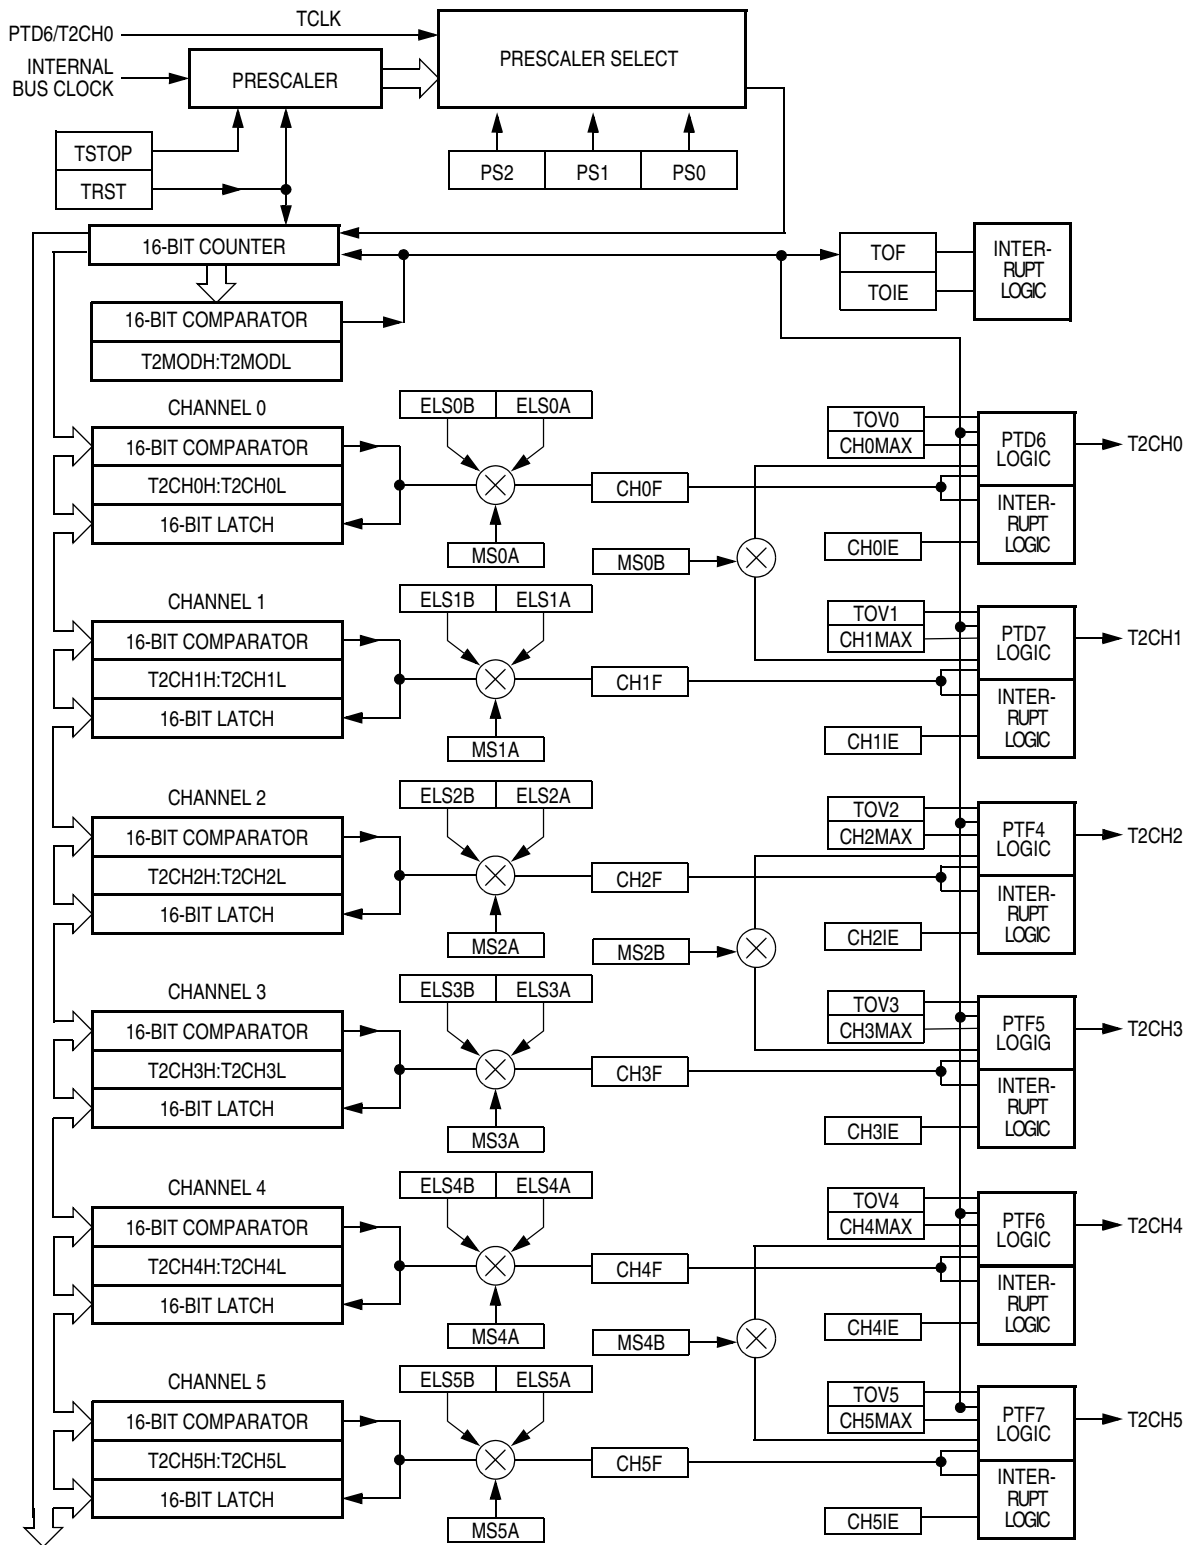 TCLK
PTD6/T2CH0
INTERNAL
BUS CLOCK
PRESCALER
PRESCALER SELECT
TSTOP
TRST
PS2 PS1 PS0
16-BIT COUNTER
16-BIT COMPARATOR
T2MODH:T2MODL
TOF
TOIE
INTER-
RUPT
LOGIC
CHANNEL 0
16-BIT COMPARATOR
T2CH0H:T2CH0L
16-BIT LATCH
ELS0B ELS0A
MS0A
CH0F
MS0B
TOV0
CH0MAX
CH0IE
PTD6
LOGIC
INTER-
RUPT
LOGIC
T2CH0
CHANNEL 1
16-BIT COMPARATOR
T2CH1H:T2CH1L
16-BIT LATCH
ELS1B ELS1A
MS1A
CH1F
TOV1
CH1MAX
CH1IE
PTD7
LOGIC
INTER-
RUPT
LOGIC
T2CH1
CHANNEL 2
16-BIT COMPARATOR
T2CH2H:T2CH2L
16-BIT LATCH
ELS2B ELS2A
MS2A
CH2F
MS2B
TOV2
CH2MAX
CH2IE
PTF4
LOGIC
INTER-
RUPT
LOGIC
T2CH2
CHANNEL 3
16-BIT COMPARATOR
T2CH3H:T2CH3L
16-BIT LATCH
ELS3B ELS3A
MS3A
CH3F
TOV3
CH3MAX
CH3IE
PTF5
LOGIG
INTER-
RUPT
LOGIC
T2CH3
CHANNEL 4
16-BIT COMPARATOR
T2CH4H:T2CH4L
16-BIT LATCH
ELS4B ELS4A
MS4A
CH4F
MS4B
TOV4
CH4MAX
CH4IE
PTF6
LOGIC
INTER-
RUPT
LOGIC
T2CH4
CHANNEL 5
16-BIT COMPARATOR
T2CH5H:T2CH5L
16-BIT LATCH
ELS5B ELS5A
MS5A
CH5F
TOV5
CH5MAX
CH5IE
PTF7
LOGIC
INTER-
RUPT
LOGIC
T2CH5